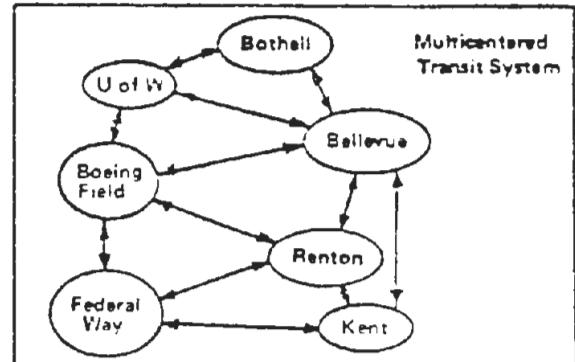 Bothell
Multicentered
Transit System
U of W
Bellevue
Boeing
Field
Renton
Federal
Way
Kent